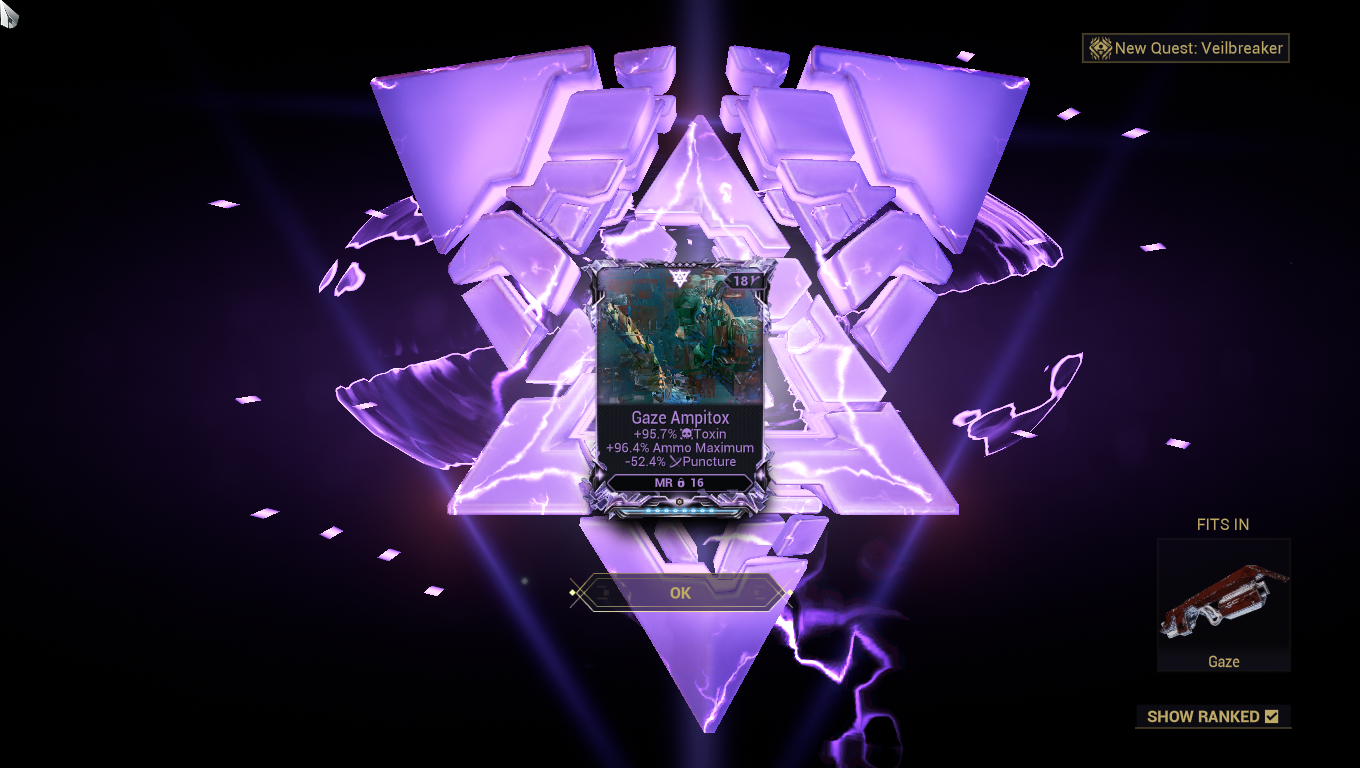 New Quest: Veilbreaker
18
Gaze Ampitox
+95.7% Toxin
+96.4% Ammo Maximum
-52.4% Puncture
MR 16
OK
FITS IN
Gaze
SHOW RANKED